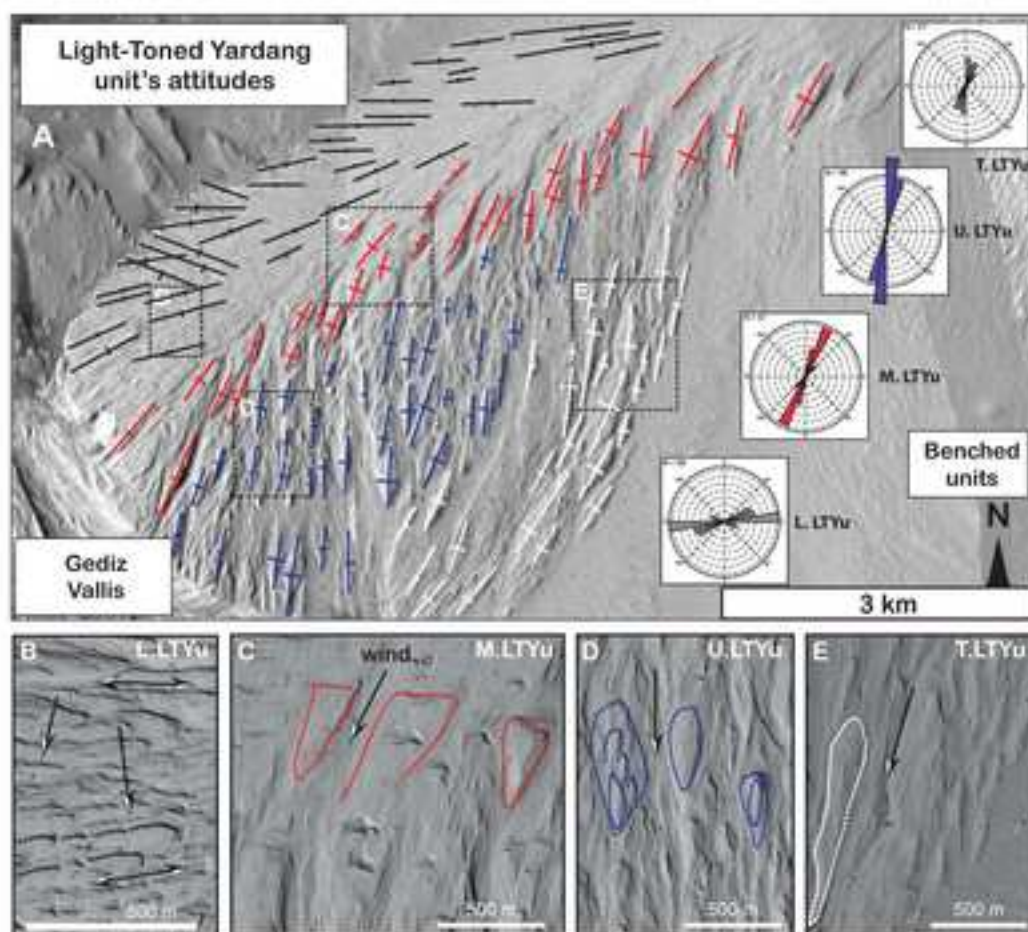 Light-Toned Yardang
unit's attitudes
A
T. LTYu
U. LTYu
C
E
M. LTYu
D
Benched
units
L. LTYu
N
Gediz
Vallis
3 km
B
L.LTYu
C
wind
M.LTYu
D
U.LTYu
E
T.LTYu
500 m
500 m
500 m
500 m